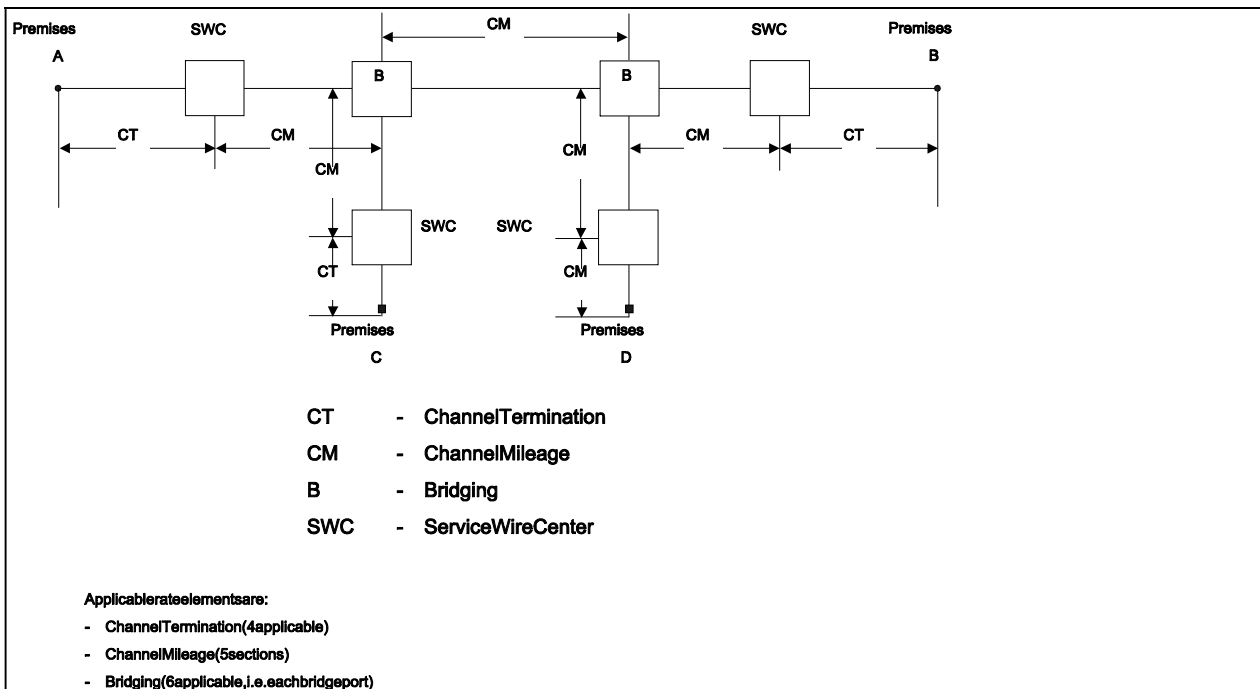 Premises
A
SWC
CM
SWC
Premises
B
B
B
CT
CM
CM
CM
CM
CT
SWC
SWC
CT
CM
Premises
C
Premises
D
CT - ChannelTermination
CM - ChannelMileage
B - Bridging
SWC - ServiceWireCenter
Applicablerateelementsare:
- ChannelTermination(4applicable)
- ChannelMileage(5sections)
- Bridging(6applicable,i.e.eachbridgeport)